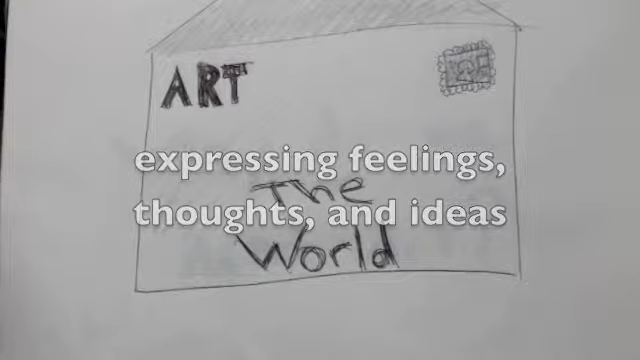 ART
expressing feelings,
The
thoughts, and ideas
World